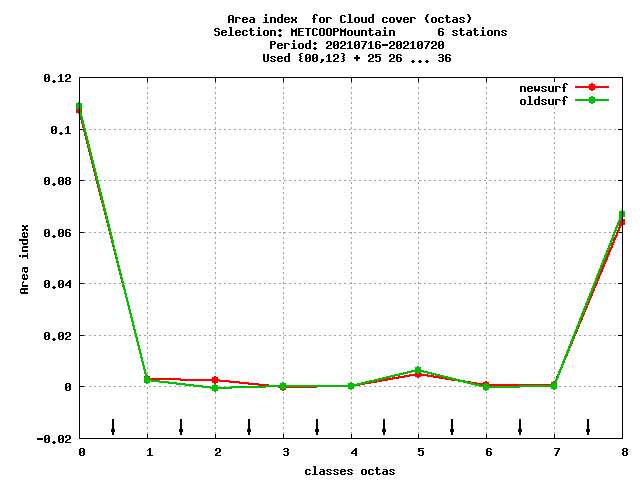 Area index  for Cloud cover (octas)
Selection: METCOOPMountain      6 stations
Period: 20210716-20210720
Used {00,12} + 25 26 ... 36
newsurf
oldsurf
0.12
0.1
0.08
0.06
0.04
0.02
0
-0.02
Area index
0 1 2 3 4 5 6 7 8
classes octas